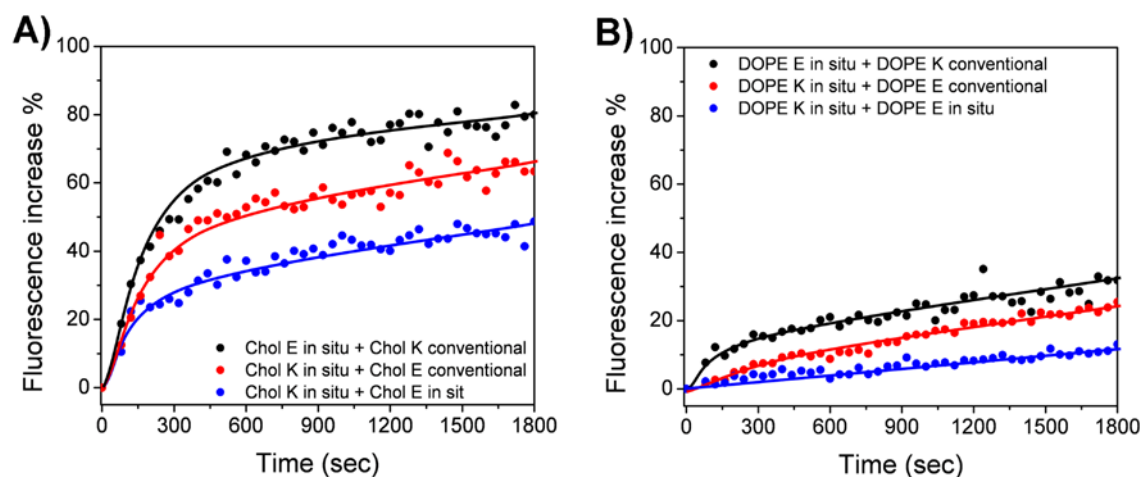 A)
Fluorescence increase %
100
80
60
40
20
0
Chol E in situ + Chol K conventional
Chol K in situ + Chol E conventional
Chol K in situ + Chol E in sit
0 300 600 900 1200 1500 1800
Time (sec)
B)
Fluorescence increase %
100
80
60
40
20
0
DOPE E in situ + DOPE K conventional
DOPE K in situ + DOPE E conventional
DOPE K in situ + DOPE E in situ
0 300 600 900 1200 1500 1800
Time (sec)